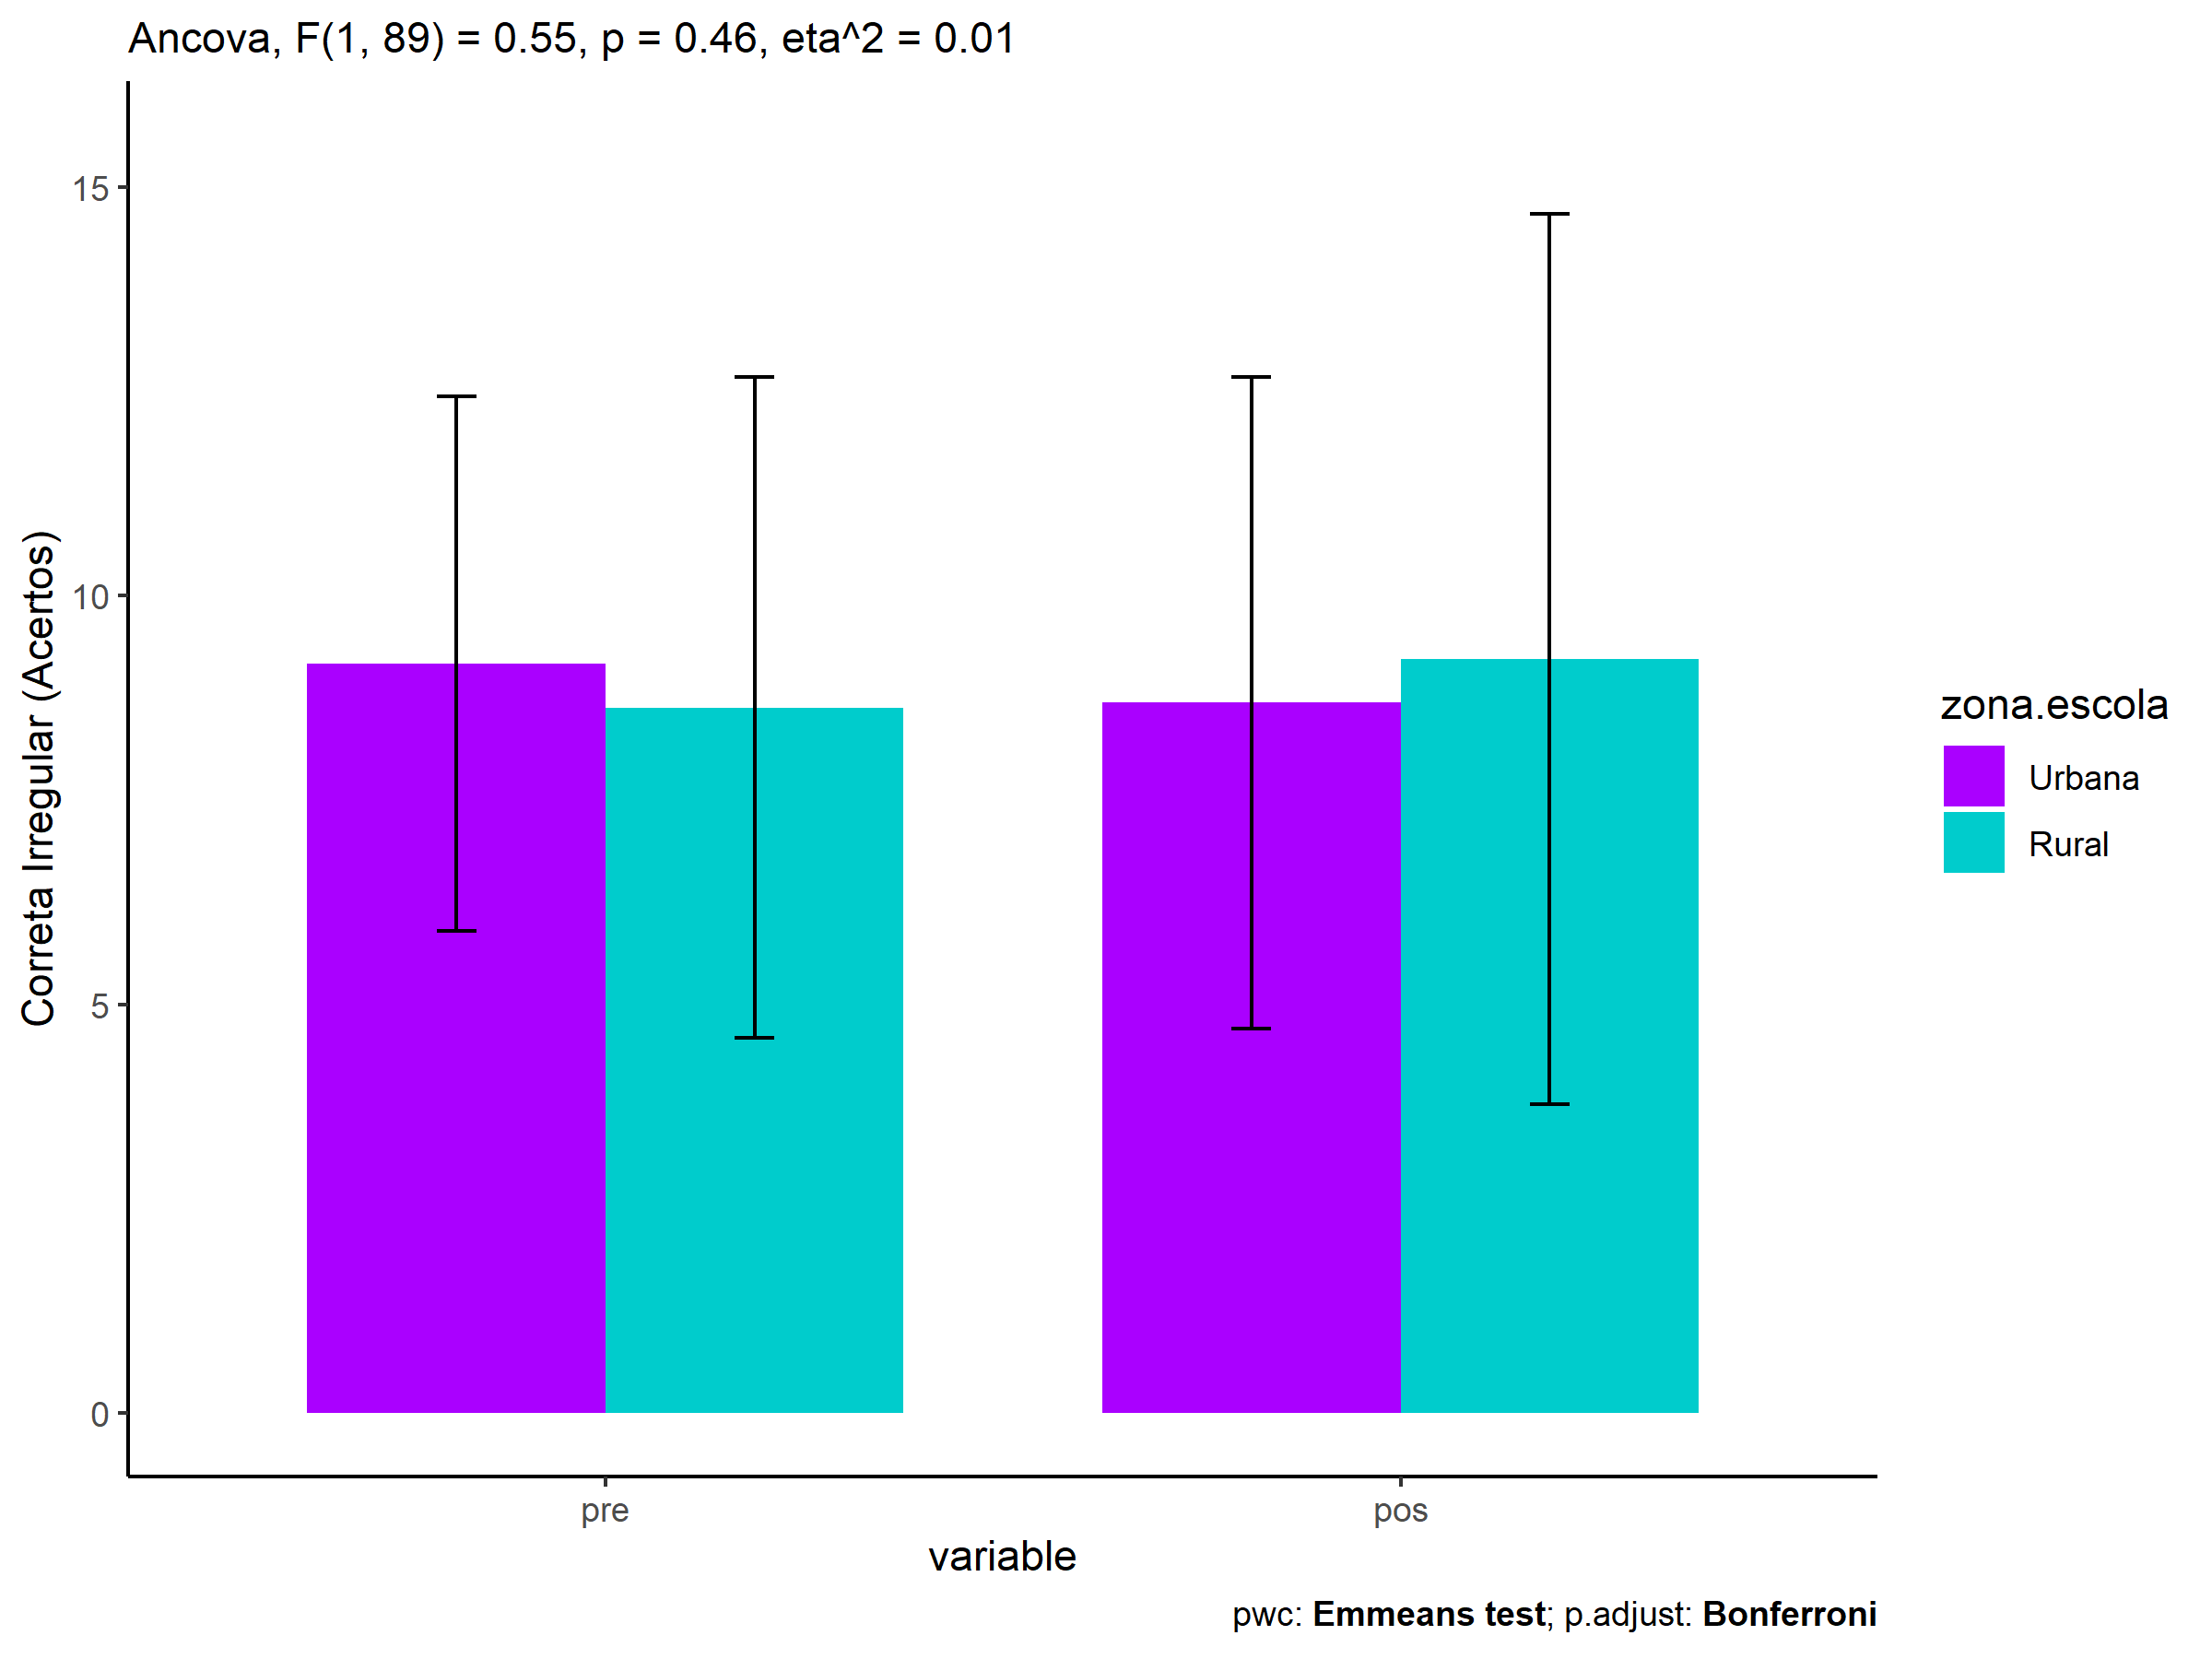 Ancova, F(1, 89) = 0.55, p = 0.46, eta^2 = 0.01
Correta Irregular (Acertos)
15
10
5
0
pre
pos
variable
zona.escola
Urbana
Rural
pwc: Emmeans test; p.adjust: Bonferroni